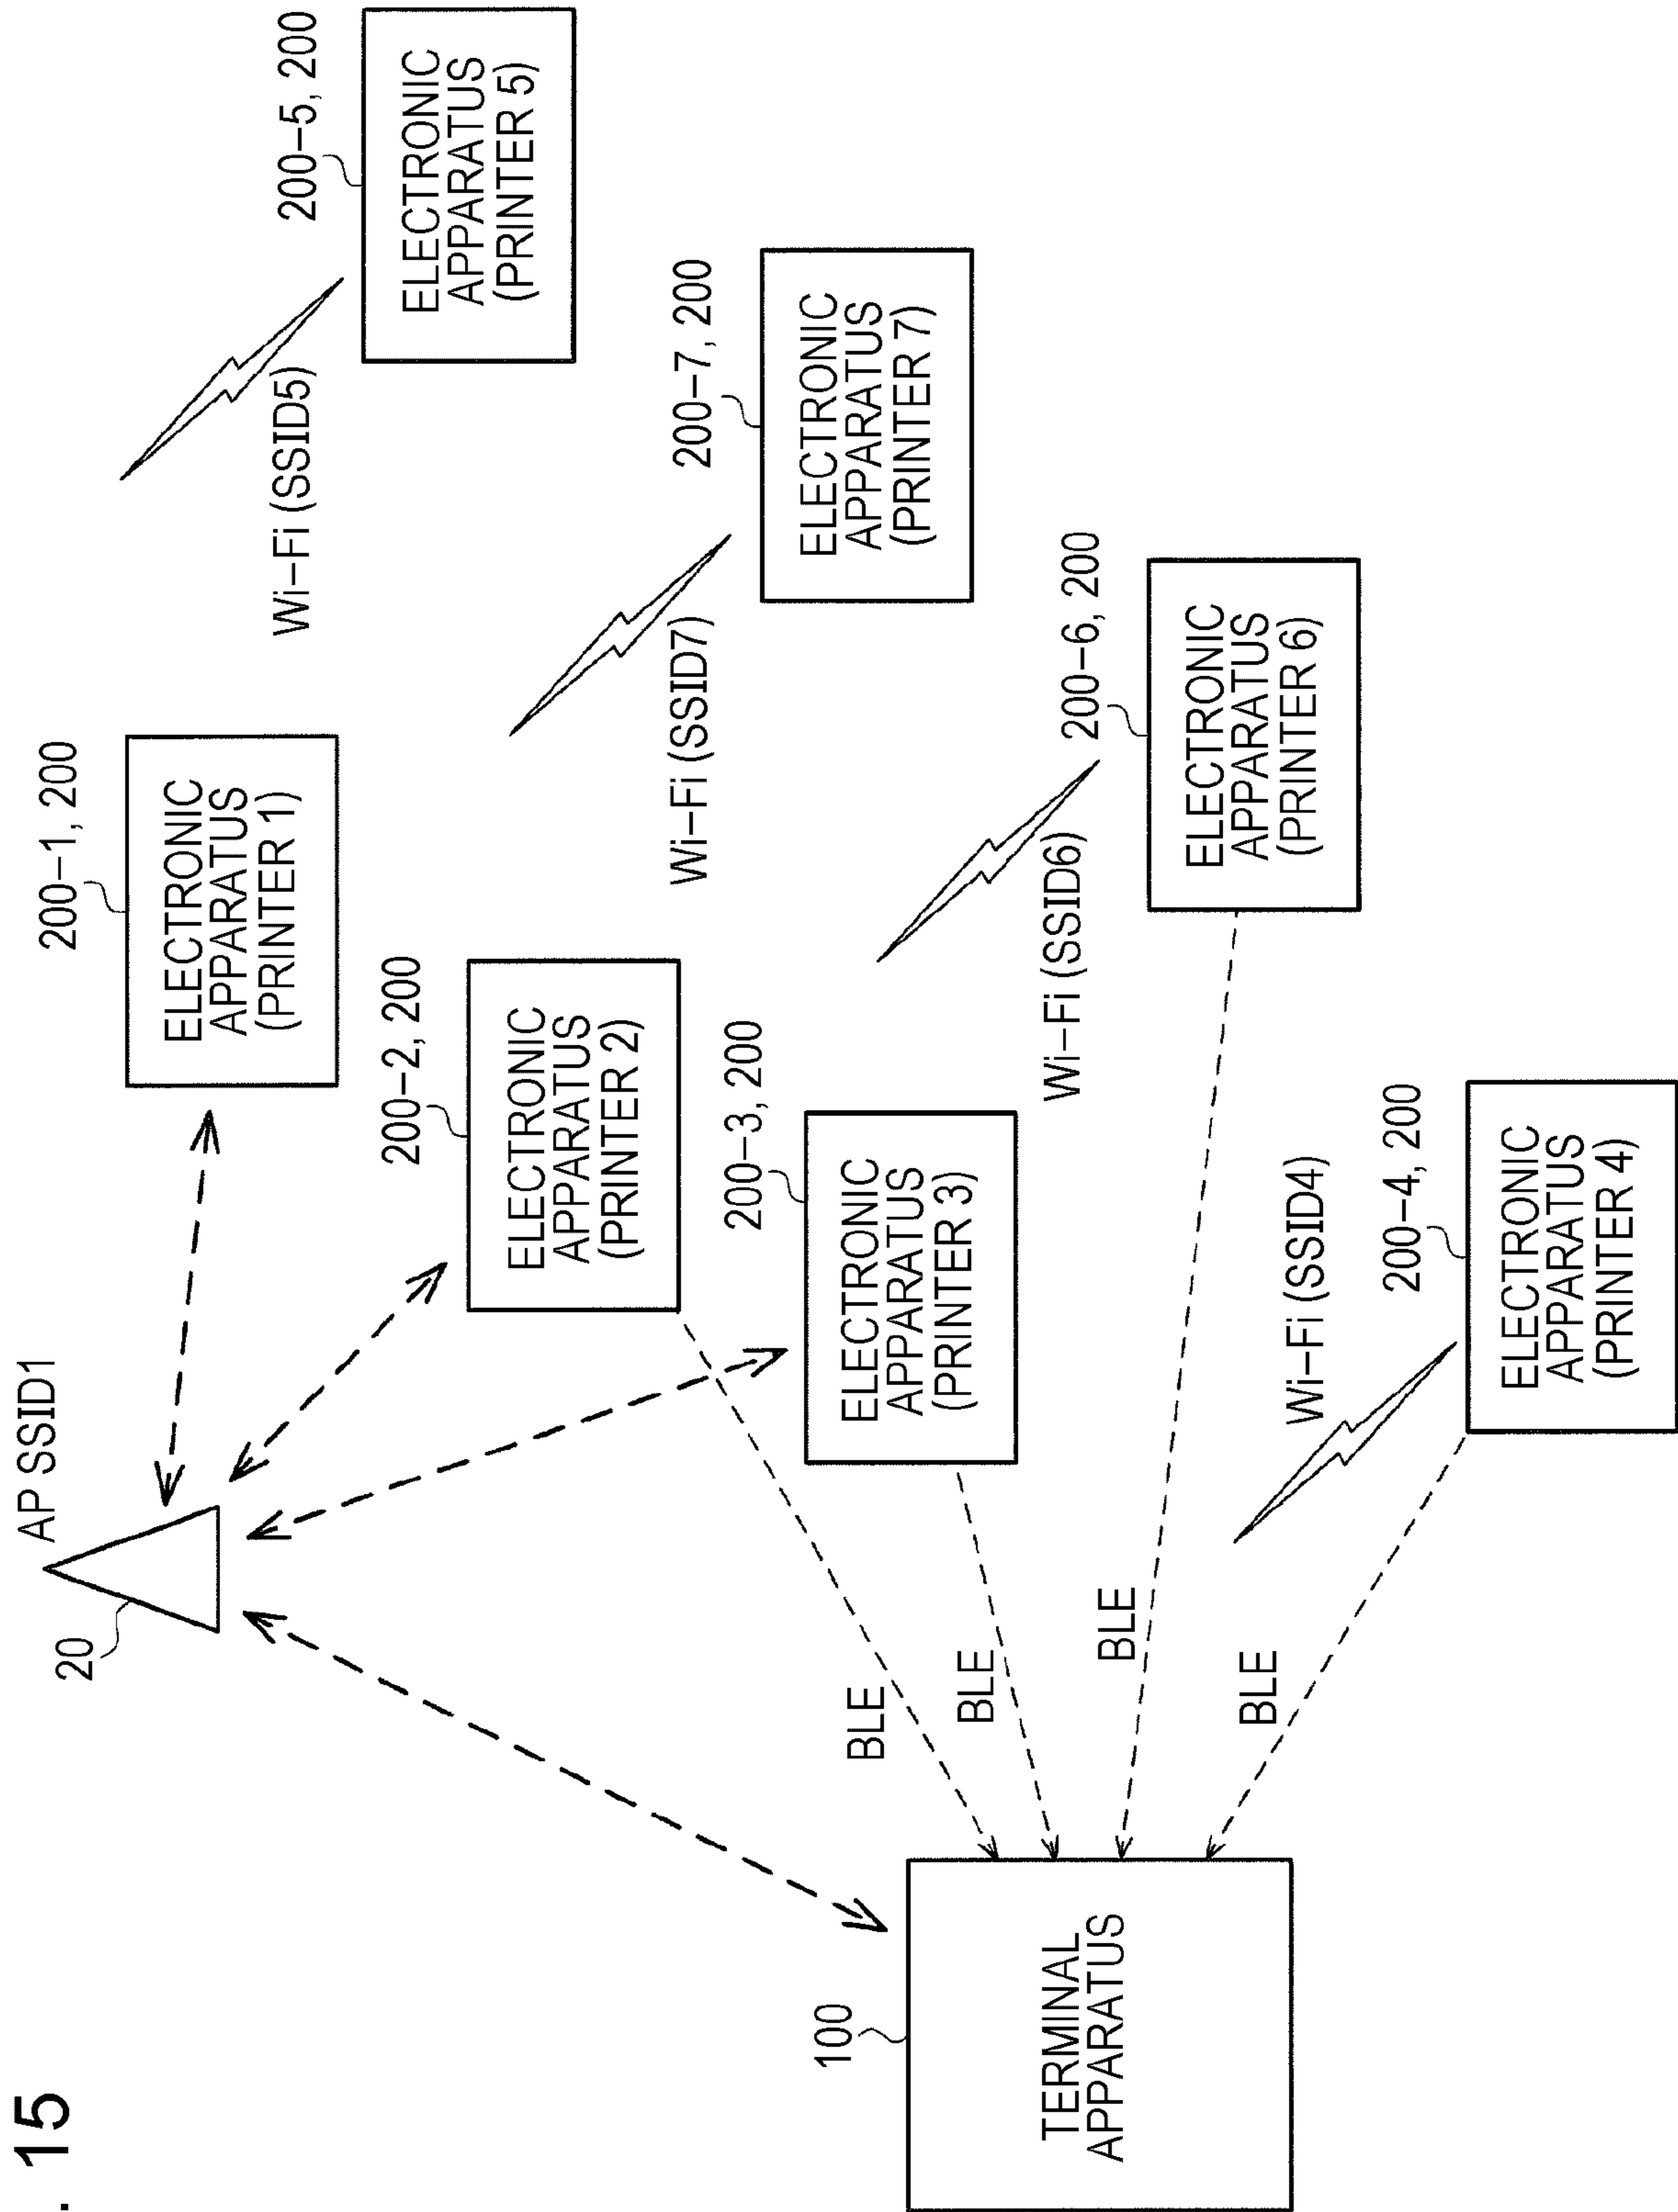 . 15
AP SSID1
20
200-1, 200
ELECTRONIC
APPARATUS
(PRINTER 1)
Wi-Fi (SSID5)
200-5, 200
ELECTRONIC
APPARATUS
(PRINTER 5)
200-2, 200
ELECTRONIC
APPARATUS
(PRINTER 2)
Wi-Fi (SSID7)
200-7, 200
ELECTRONIC
APPARATUS
(PRINTER 7)
200-3, 200
ELECTRONIC
APPARATUS
(PRINTER 3)
Wi-Fi (SSID6)
200-6, 200
ELECTRONIC
APPARATUS
(PRINTER 6)
100
TERMINAL
APPARATUS
BLE
BLE
BLE
BLE
Wi-Fi (SSID4)
200-4, 200
ELECTRONIC
APPARATUS
(PRINTER 4)